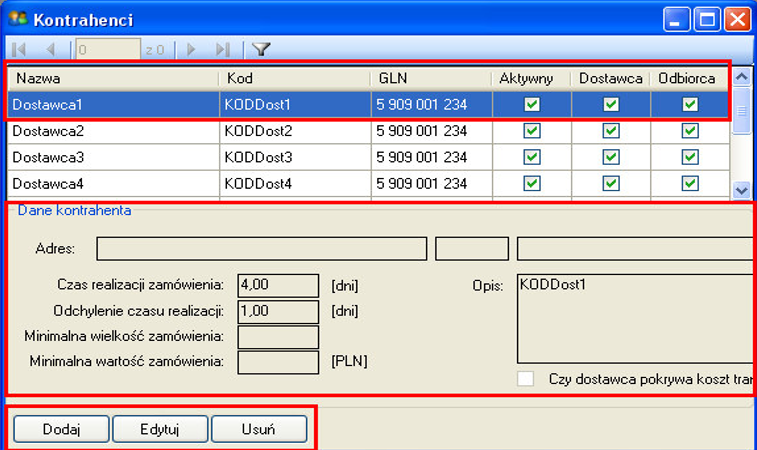 Kontrahenci
0 z 0
Nazwa Kod GLN Aktywny Dostawca Odbiorca
Dostawca1 KODDost1 5 909 001 234
Dostawca2 KODDost2 5 909 001 234
Dostawca3 KODDost3 5 909 001 234
Dostawca4 KODDost4 5 909 001 234
Dane kontrahenta
Adres:
Czas realizacji zamówienia: 4,00 [dni] Opis: KODDost1
Odchylenie czasu realizacji: 1,00 [dni]
Minimalna wielkość zamówienia:
Minimalna wartość zamówienia: [PLN]
Czy dostawca pokrywa koszt tran
Dodaj Edytuj Usuń